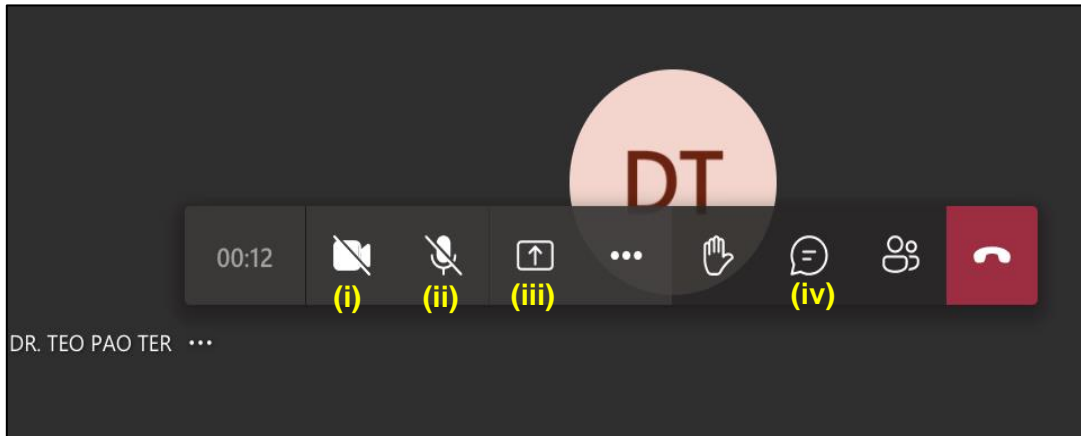 DT
00:12
(i) (ii) (iii) (iv)
DR. TEO PAO TER ...